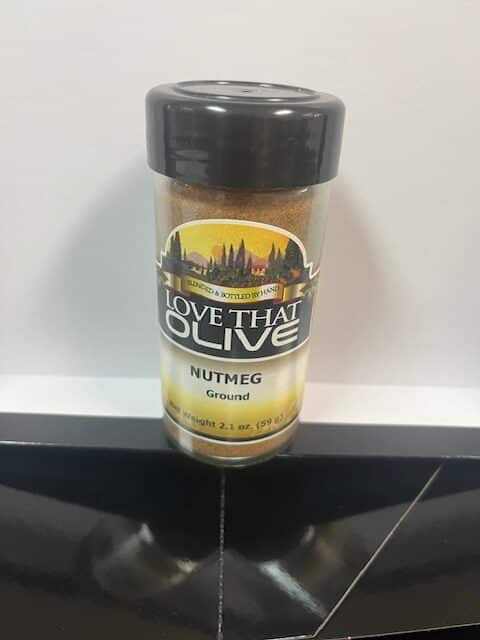 BLENDED & BOTTLED BY HAND
LOVE THAT
OLIVE
NUTMEG
Ground
Net Weight 2.1 oz. (59 g)